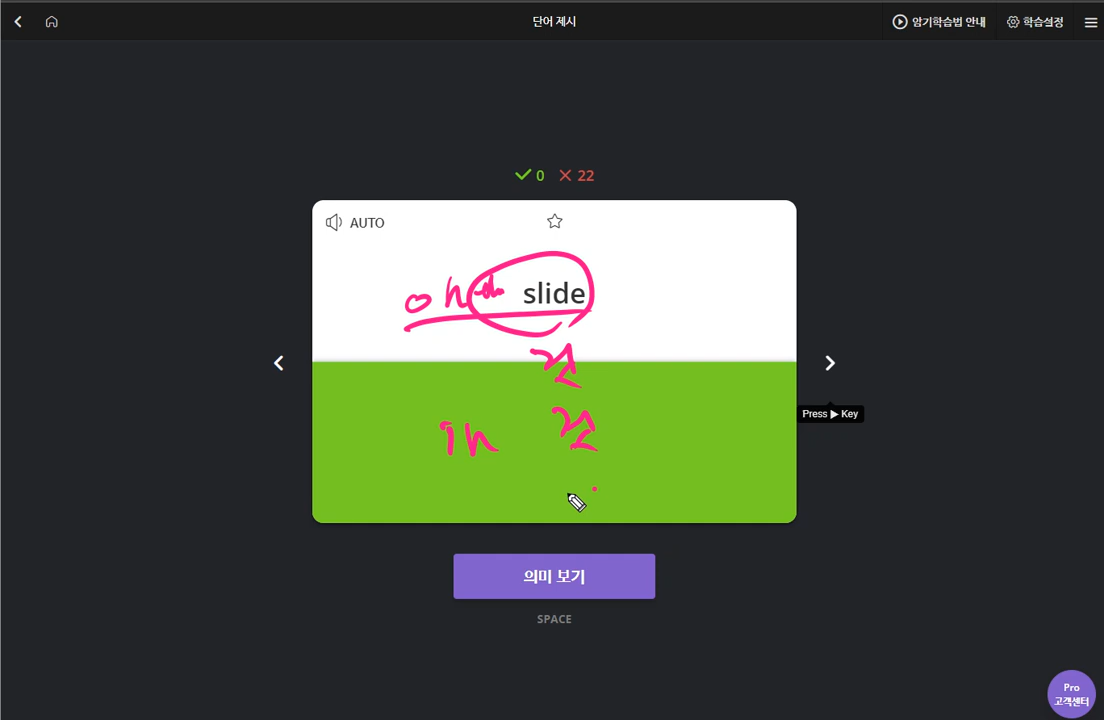 단어 제시
암기학습법 안내
학습설정
0 22
AUTO
slide
Press ▶ Key
의미 보기
SPACE
Pro
고객센터